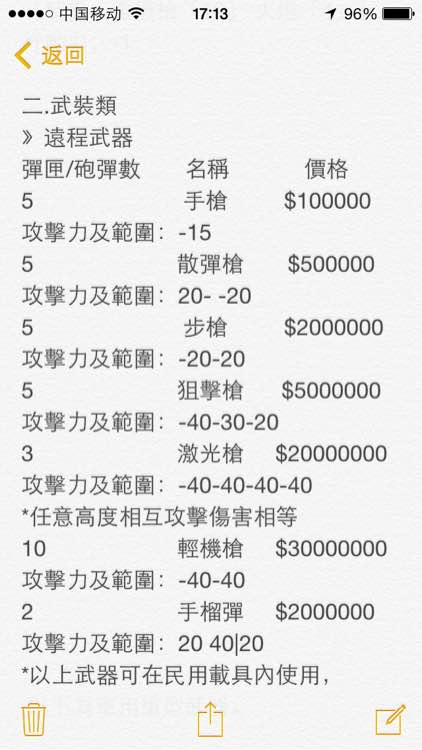 中国移动 17:13 96%
返回
二.武裝類
》遠程武器
彈匣/砲彈數 名稱 價格
5 手槍 $100000
攻擊力及範圍：-15
5 散彈槍 $500000
攻擊力及範圍：20- -20
5 步槍 $2000000
攻擊力及範圍：-20-20
5 狙擊槍 $5000000
攻擊力及範圍：-40-30-20
3 激光槍 $20000000
攻擊力及範圍：-40-40-40-40
*任意高度相互攻擊傷害相等
10 輕機槍 $30000000
攻擊力及範圍：-40-40
2 手榴彈 $2000000
攻擊力及範圍：20 40|20
*以上武器可在民用載具內使用，